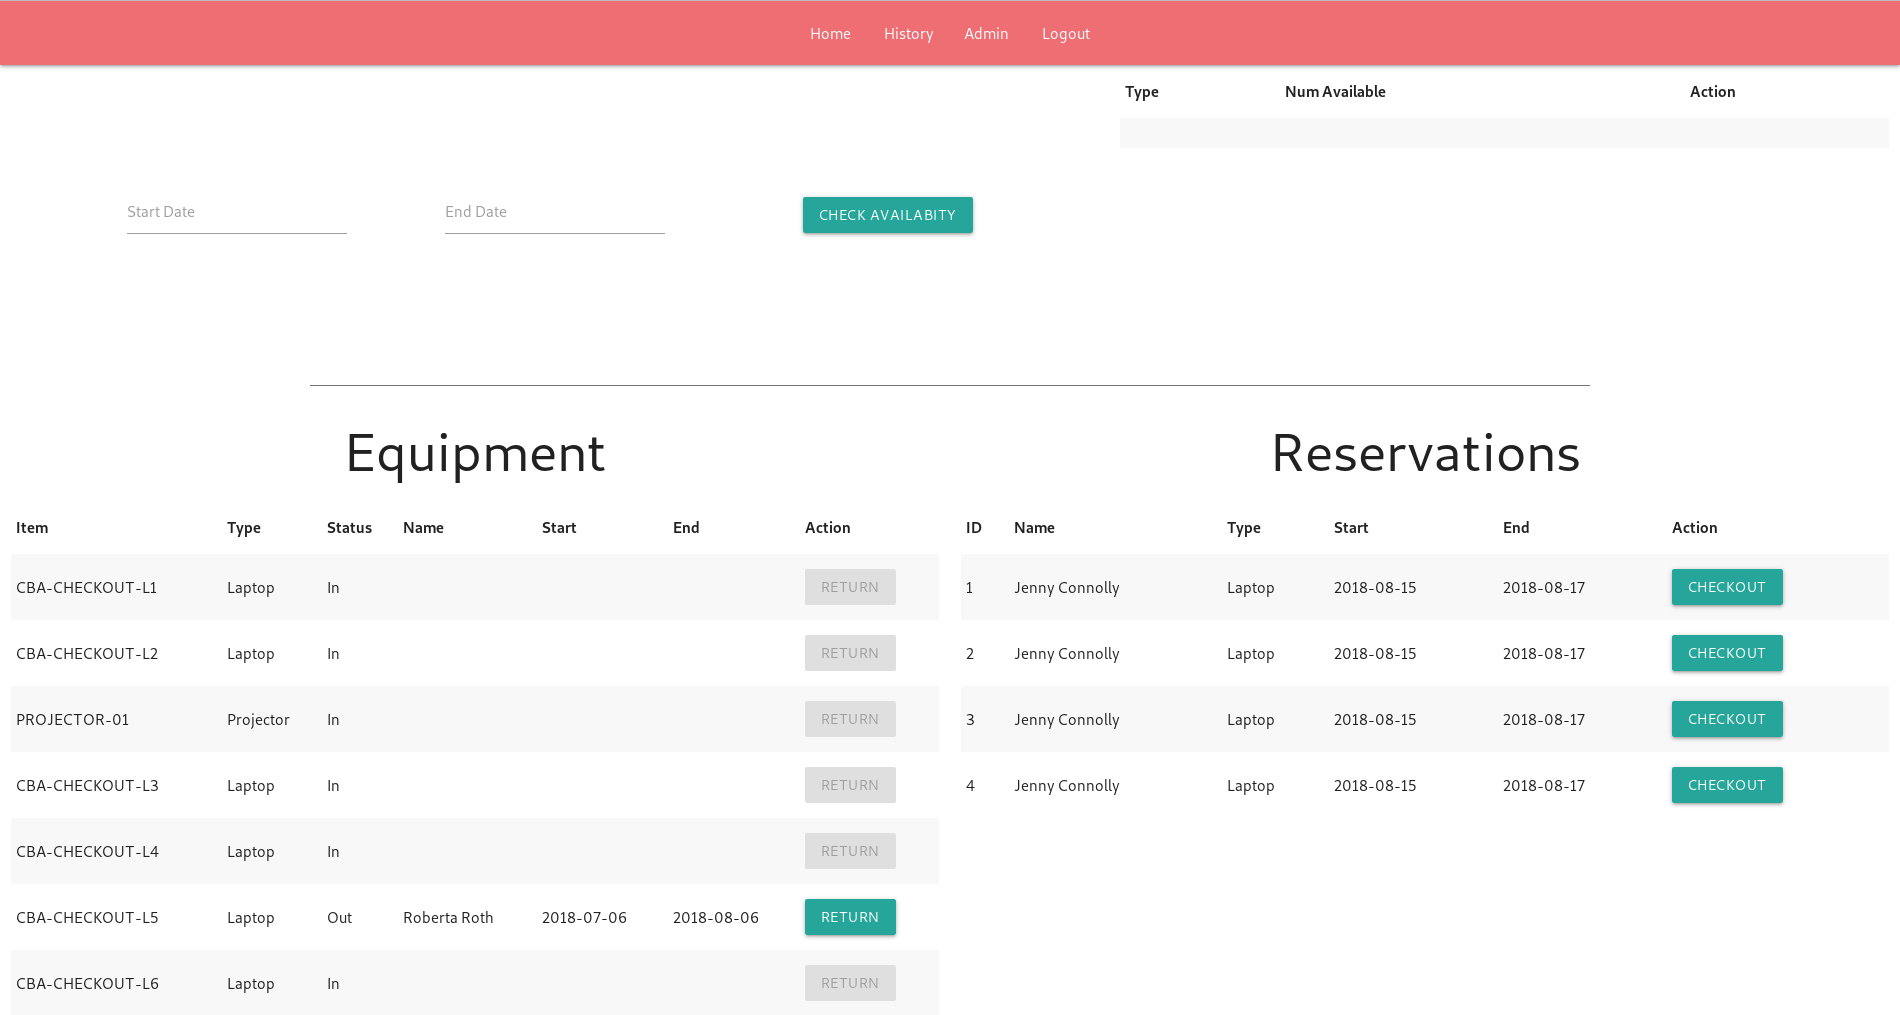 Home History Admin Logout
Type Num Available Action
Start Date End Date CHECK AVAILABITY
Equipment
Item Type Status Name Start End Action
CBA-CHECKOUT-L1 Laptop In RETURN
CBA-CHECKOUT-L2 Laptop In RETURN
PROJECTOR-01 Projector In RETURN
CBA-CHECKOUT-L3 Laptop In RETURN
CBA-CHECKOUT-L4 Laptop In RETURN
CBA-CHECKOUT-L5 Laptop Out Roberta Roth 2018-07-06 2018-08-06 RETURN
CBA-CHECKOUT-L6 Laptop In RETURN
Reservations
ID Name Type Start End Action
1 Jenny Connolly Laptop 2018-08-15 2018-08-17 CHECKOUT
2 Jenny Connolly Laptop 2018-08-15 2018-08-17 CHECKOUT
3 Jenny Connolly Laptop 2018-08-15 2018-08-17 CHECKOUT
4 Jenny Connolly Laptop 2018-08-15 2018-08-17 CHECKOUT